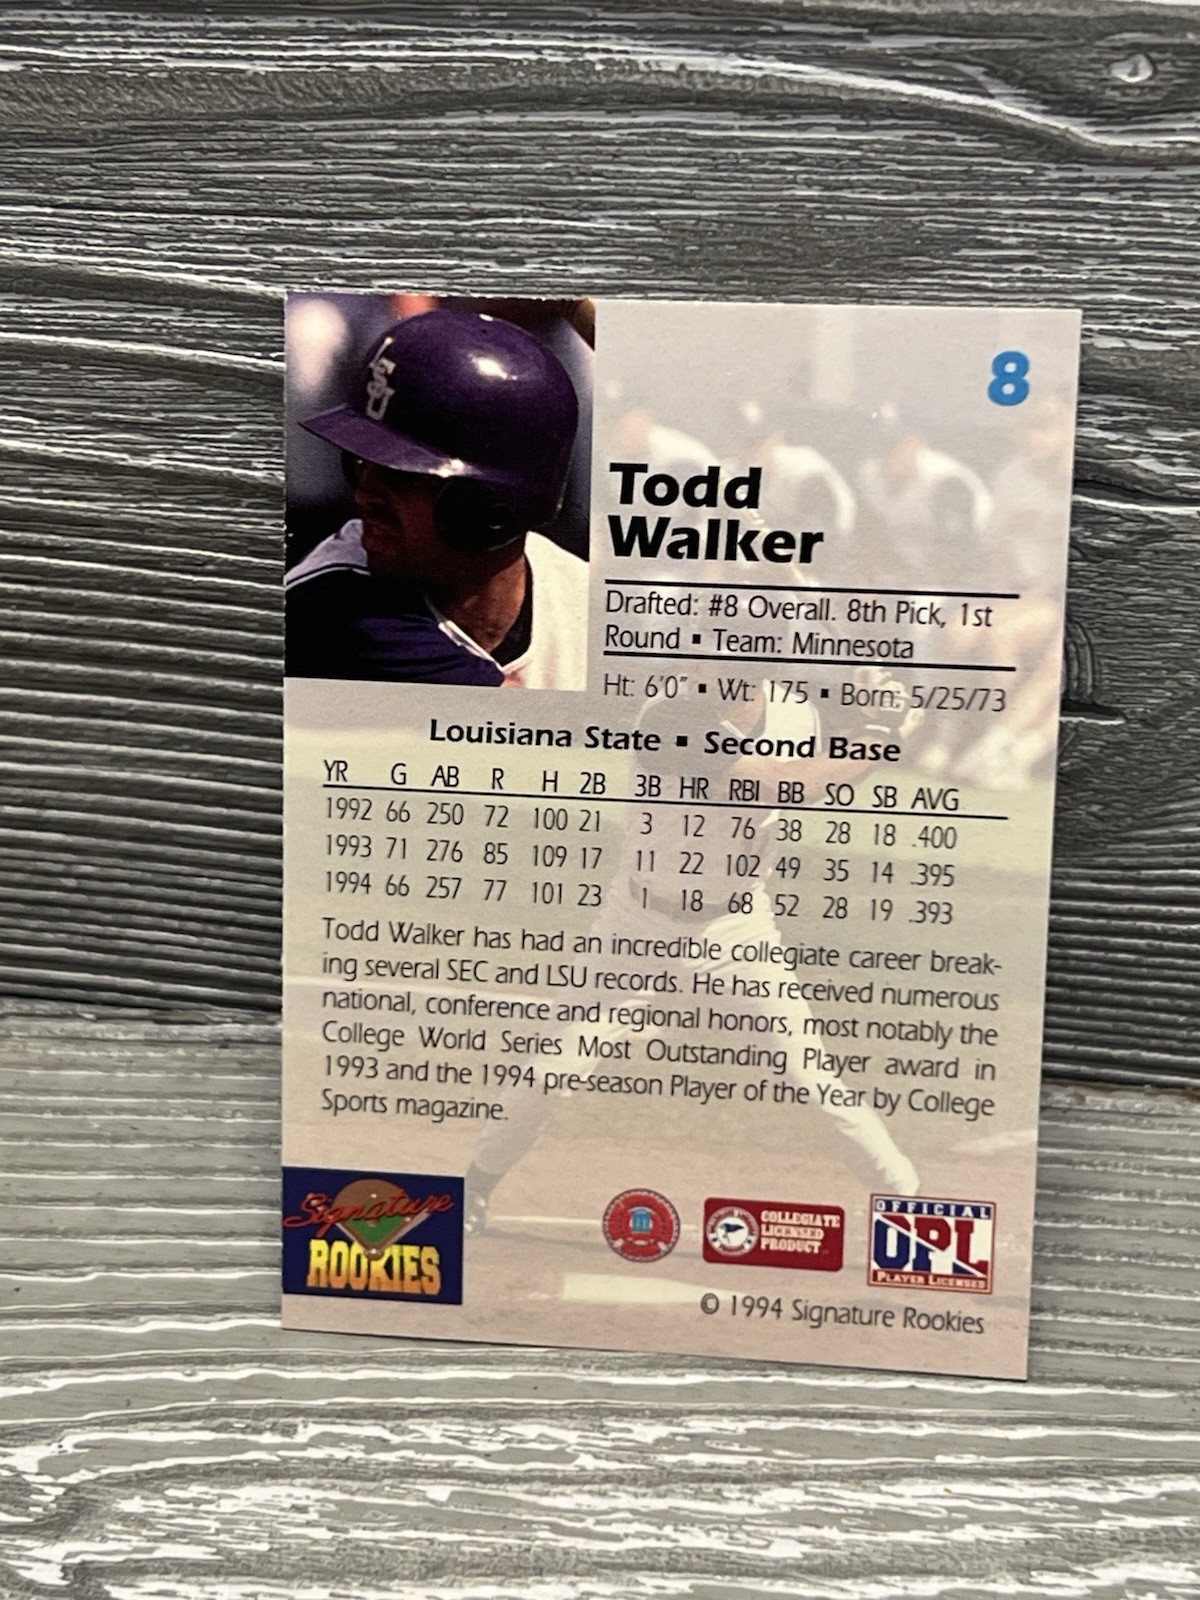 LSU
8
Todd
Walker
Drafted: #8 Overall. 8th Pick, 1st
Round ▪ Team: Minnesota
Ht: 6'0" ▪ Wt: 175 ▪ Born: 5/25/73
Louisiana State ▪ Second Base
YR G AB R H 2B 3B HR RBI BB SO SB AVG
1992 66 250 72 100 21 3 12 76 38 28 18 .400
1993 71 276 85 109 17 11 22 102 49 35 14 .395
1994 66 257 77 101 23 1 18 68 52 28 19 .393
Todd Walker has had an incredible collegiate career break-
ing several SEC and LSU records. He has received numerous
national, conference and regional honors, most notably the
College World Series Most Outstanding Player award in
1993 and the 1994 pre-season Player of the Year by College
Sports magazine.
Signature
ROOKIES
COLLEGIATE
LICENSED
PRODUCT
OFFICIAL
OPL
PLAYER LICENSED
© 1994 Signature Rookies